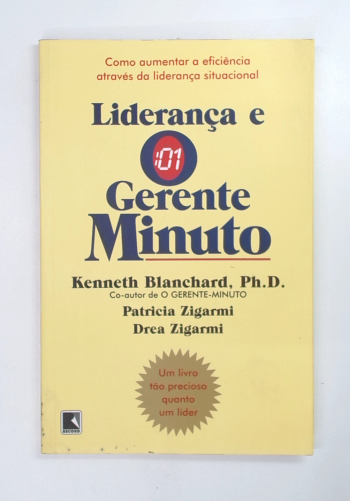 Como aumentar a eficiência
através da liderança situacional
Liderança e
O
:01
Gerente
Minuto
Kenneth Blanchard, Ph.D.
Co-autor de O GERENTE-MINUTO
Patricia Zigarmi
Drea Zigarmi
Um livro
tão precioso
quanto
um líder
RECORD